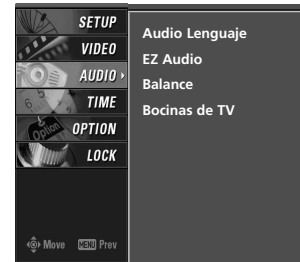 SETUP
VIDEO
AUDIO
TIME
OPTION
LOCK
Move MENU Prev
Audio Lenguaje
EZ Audio
Balance
Bocinas de TV